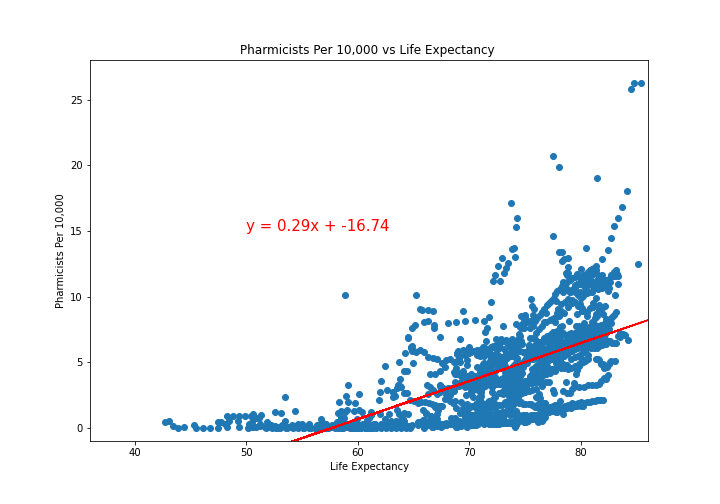 Pharmicists Per 10,000 vs Life Expectancy
25
20
15
10
5
0
Pharmicists Per 10,000
y = 0.29x + -16.74
40
50
60
70
80
Life Expectancy